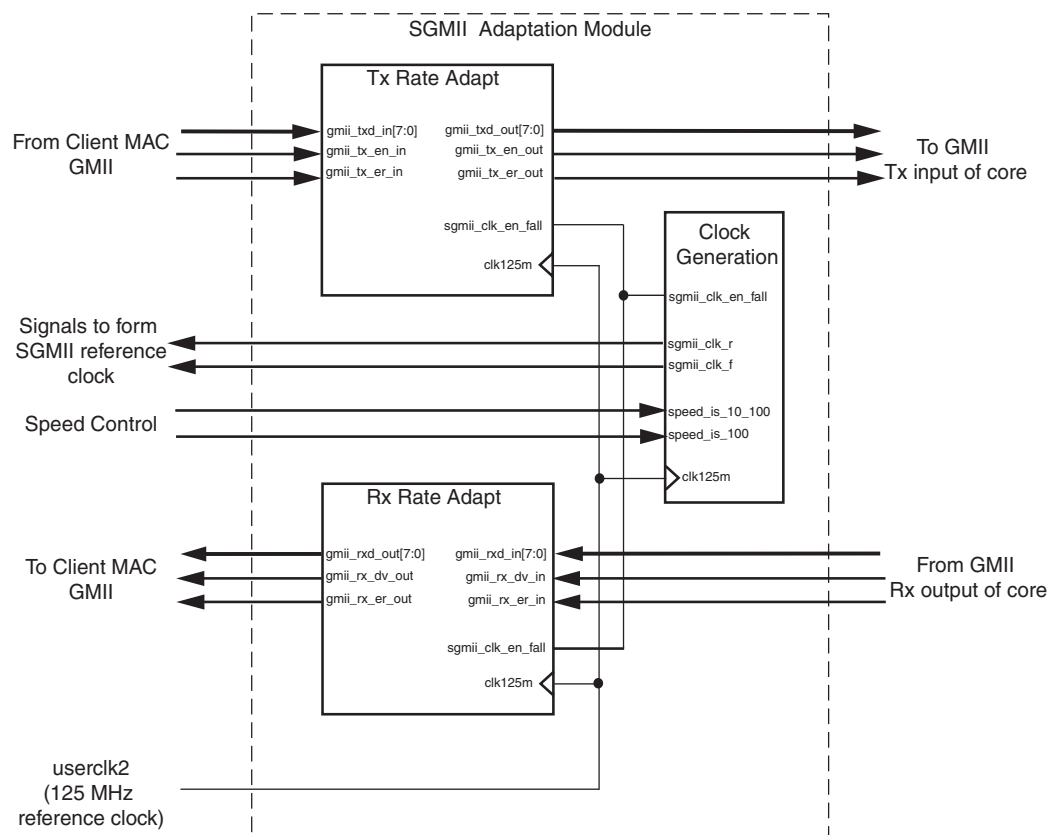 SGMII Adaptation Module
Tx Rate Adapt
From Client MAC
GMII
gmii_txd_in[7:0]
gmii_tx_en_in
gmii_tx_er_in
gmii_txd_out[7:0]
gmii_tx_en_out
gmii_tx_er_out
sgmii_clk_en_fall
clk125m
To GMII
Tx input of core
Clock
Generation
sgmii_clk_en_fall
sgmii_clk_r
sgmii_clk_f
speed_is_10_100
speed_is_100
clk125m
Signals to form
SGMII reference
clock
Speed Control
Rx Rate Adapt
To Client MAC
GMII
gmii_rxd_out[7:0]
gmii_rx_dv_out
gmii_rx_er_out
gmii_rxd_in[7:0]
gmii_rx_dv_in
gmii_rx_er_in
sgmii_clk_en_fall
clk125m
From GMII
Rx output of core
userclk2
(125 MHz
reference clock)